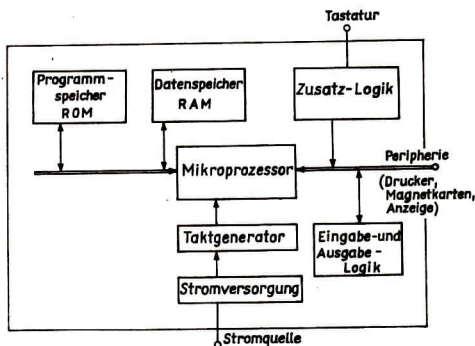 Tastatur
Programm-
speicher
ROM
Datenspeicher
RAM
Zusatz-Logik
Mikroprozessor
Peripherie
(Drucker,
Magnetkarten,
Anzeige)
Taktgenerator
Eingabe-und
Ausgabe-
Logik
Stromversorgung
Stromquelle